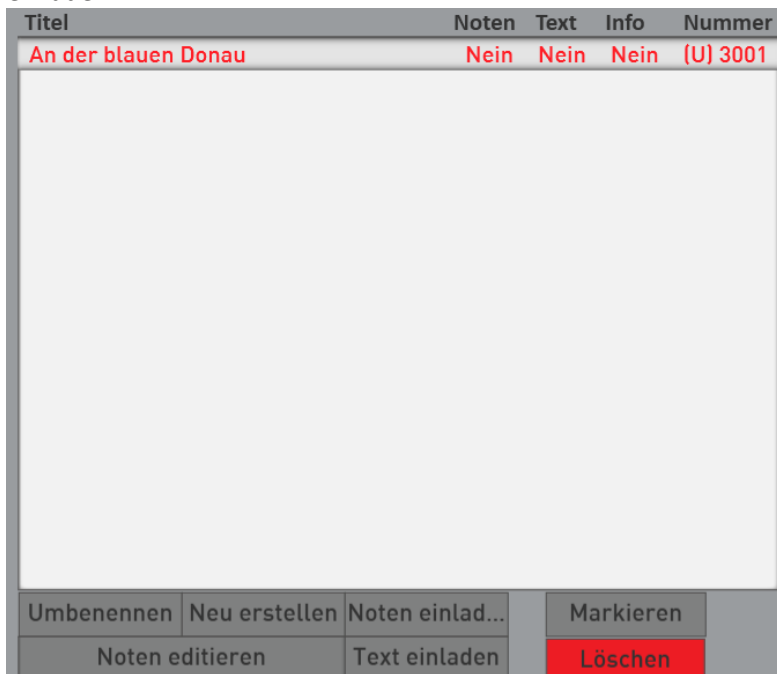 Titel Noten Text Info Nummer
An der blauen Donau Nein Nein Nein (U) 3001
Umbenennen Neu erstellen Noten einlad... Markieren
Noten editieren Text einladen Löschen